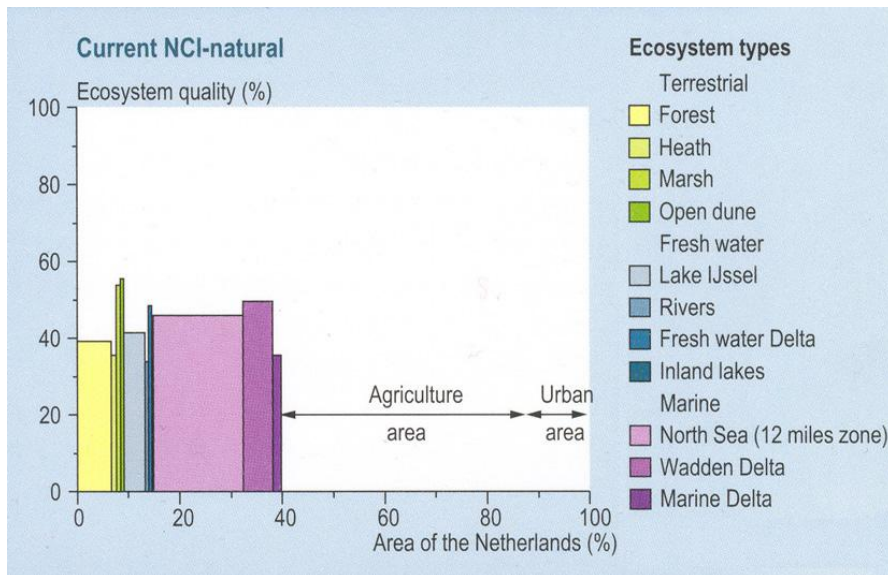 Current NCI-natural
Ecosystem quality (%)
100
80
60
40
20
0
0 20 40 60 80 100
Area of the Netherlands (%)
Agriculture
area
Urban
area
Ecosystem types
Terrestrial
Forest
Heath
Marsh
Open dune
Fresh water
Lake IJssel
Rivers
Fresh water Delta
Inland lakes
Marine
North Sea (12 miles zone)
Wadden Delta
Marine Delta